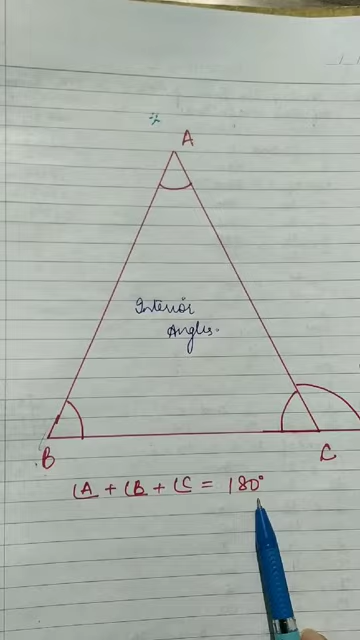 A
Interior
Angles.
B
C
∠A + ∠B + ∠C = 180°